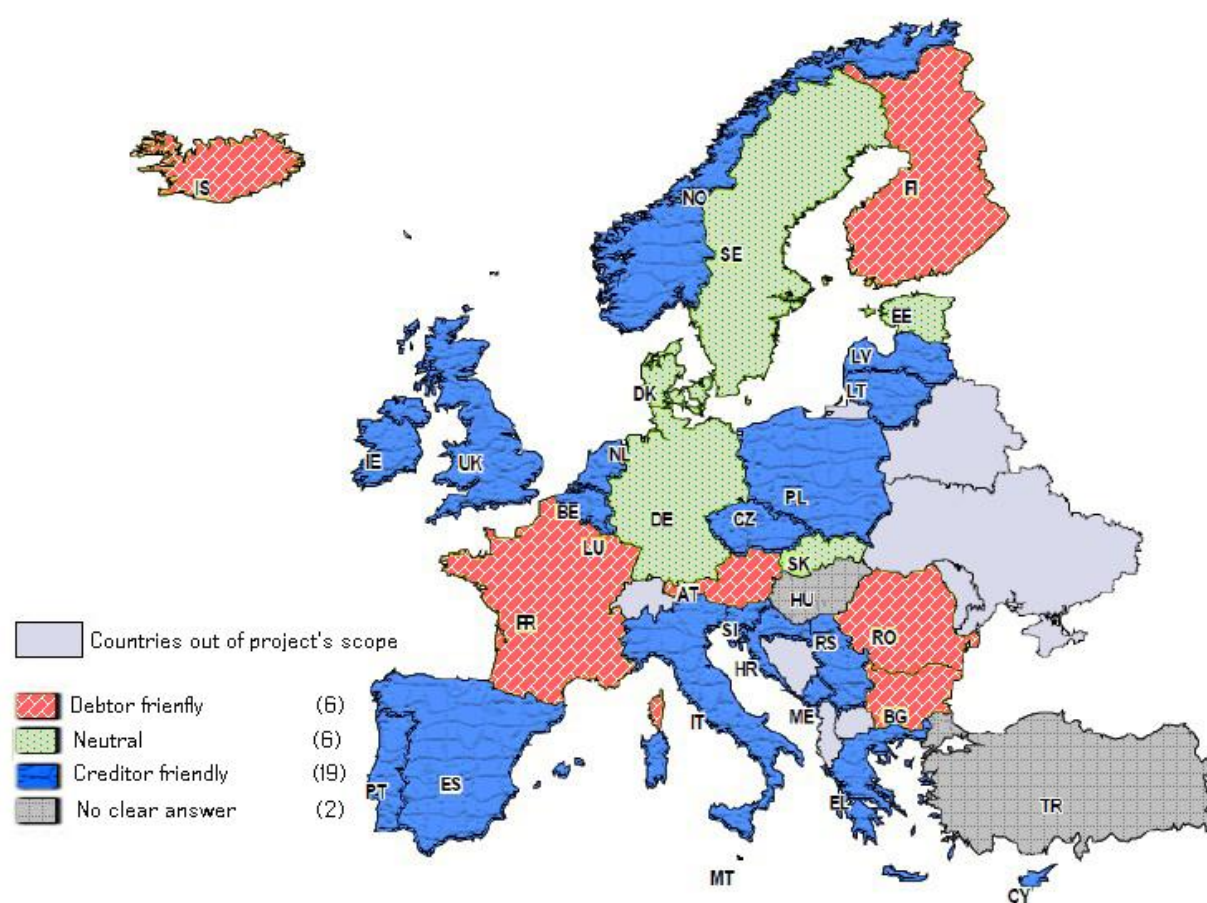 IS
NO
FI
SE
EE
LV
DK
LT
IE
UK
NL
BE
DE
PL
CZ
LU
SK
AT
HU
FR
SI
RS
RO
HR
ME
BG
IT
PT
ES
EL
TR
MT
CY
Countries out of project's scope
Debtor frienfly (6)
Neutral (6)
Creditor friendly (19)
No clear answer (2)